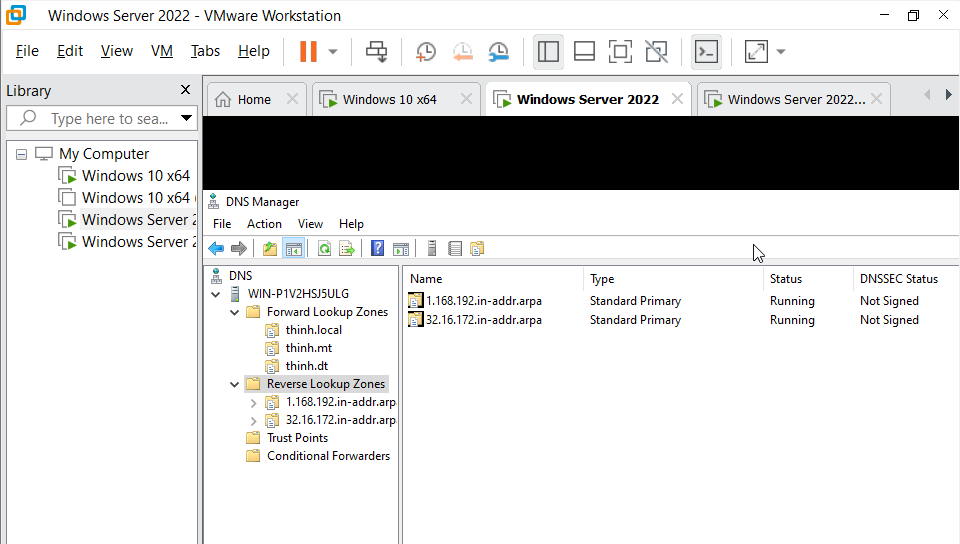 Windows Server 2022 - VMware Workstation
File Edit View VM Tabs Help
Library
Type here to sea...
Home
Windows 10 x64
Windows Server 2022
Windows Server 2022...
My Computer
Windows 10 x64
Windows 10 x64 (
Windows Server 2
Windows Server 2
DNS Manager
File Action View Help
DNS
WIN-P1V2HSJ5ULG
Forward Lookup Zones
thinh.local
thinh.mt
thinh.dt
Reverse Lookup Zones
1.168.192.in-addr.arp
32.16.172.in-addr.arp
Trust Points
Conditional Forwarders
Name Type Status DNSSEC Status
1.168.192.in-addr.arpa Standard Primary Running Not Signed
32.16.172.in-addr.arpa Standard Primary Running Not Signed